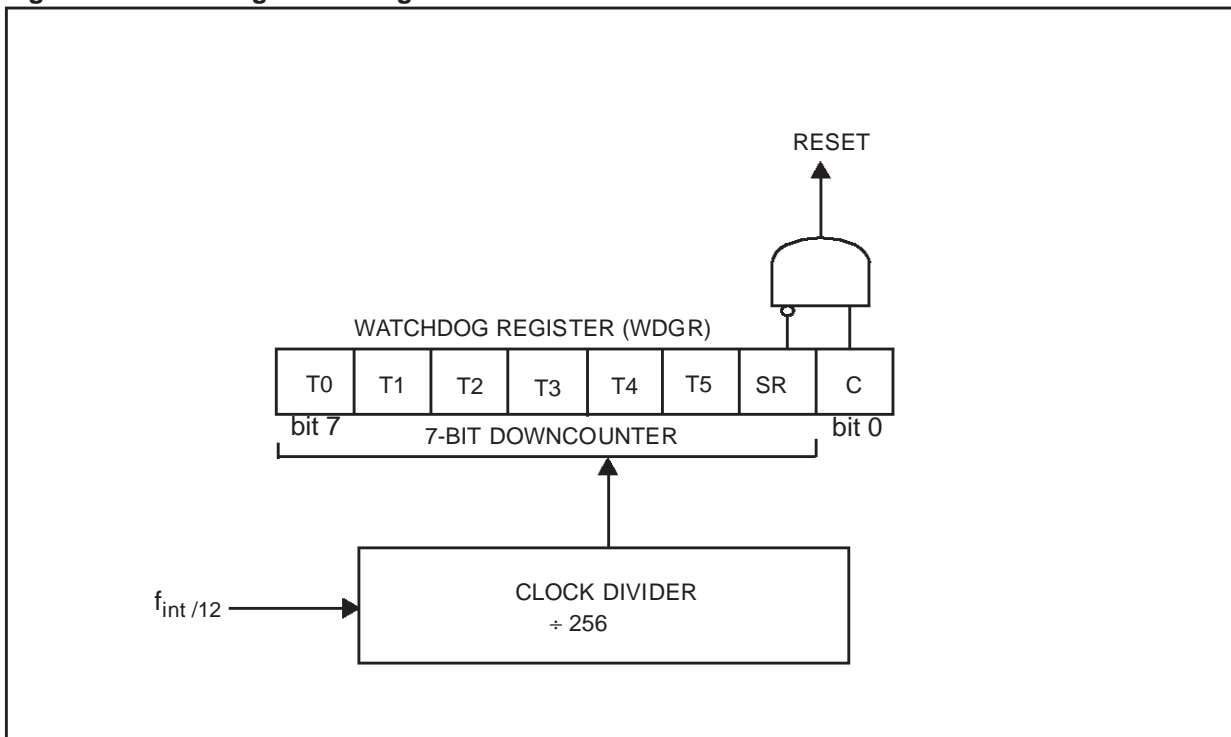 RESET
WATCHDOG REGISTER (WDGR)
T0 T1 T2 T3 T4 T5 SR C
bit 7 7-BIT DOWNCOUNTER bit 0
fint /12
CLOCK DIVIDER
÷ 256